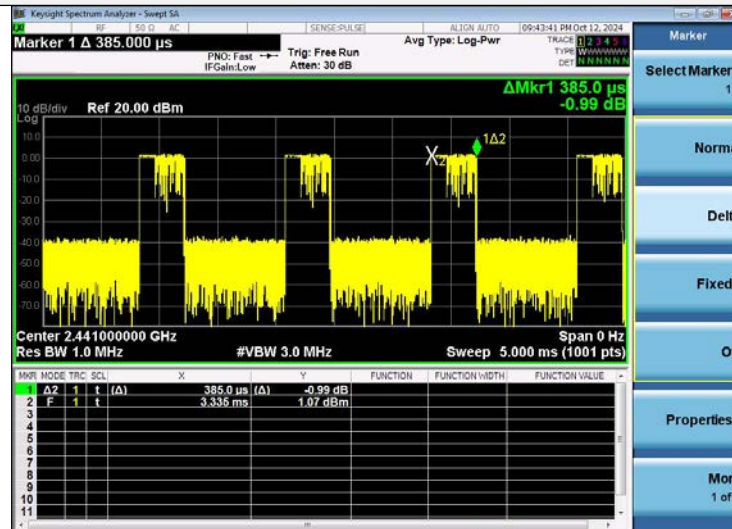 Keysight Spectrum Analyzer - Swept SA
RF 50 Ω AC SENSE:PULSE ALIGN AUTO 09:43:41 PM Oct 12, 2024
Marker 1 Δ 385.000 µs
PNO: Fast
IFGain:Low
Trig: Free Run
Atten: 30 dB
Avg Type: Log-Pwr
TRACE 1 2 3 4 5 6
TYPE W
DET N N N N N N
ΔMkr1 385.0 µs
-0.99 dB
10 dB/div Ref 20.00 dBm
Log
10.0
0.00
-10.0
-20.0
-30.0
-40.0
-50.0
-60.0
-70.0
X2
1Δ2
Center 2.441000000 GHz Span 0 Hz
Res BW 1.0 MHz #VBW 3.0 MHz Sweep 5.000 ms (1001 pts)
MKR MODE TRC SCL X Y FUNCTION FUNCTION WIDTH FUNCTION VALUE
1 Δ2 1 t (Δ) 385.0 µs (Δ) -0.99 dB
2 F 1 t 3.335 ms 1.07 dBm
3
4
5
6
7
8
9
10
11
Marker
Select Marker
1
Norma
Delt
Fixed
O
Properties
Mor
1 of